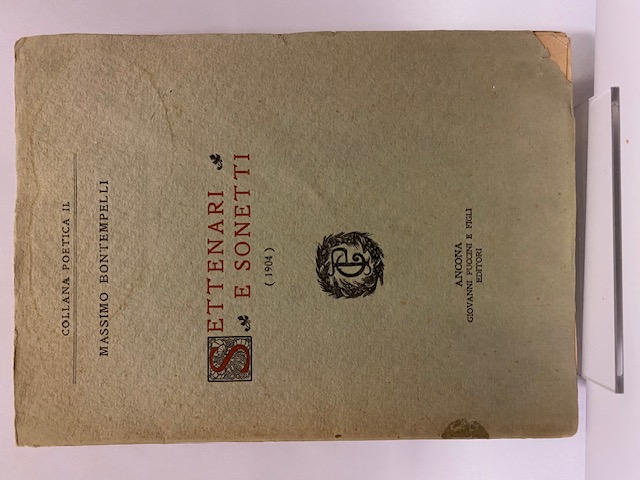 COLLANA POETICA II.
MASSIMO BONTEMPELLI
SETTENARI
E SONETTI
( 1904 )
ANCONA
GIOVANNI PUCCINI E FIGLI
EDITORI